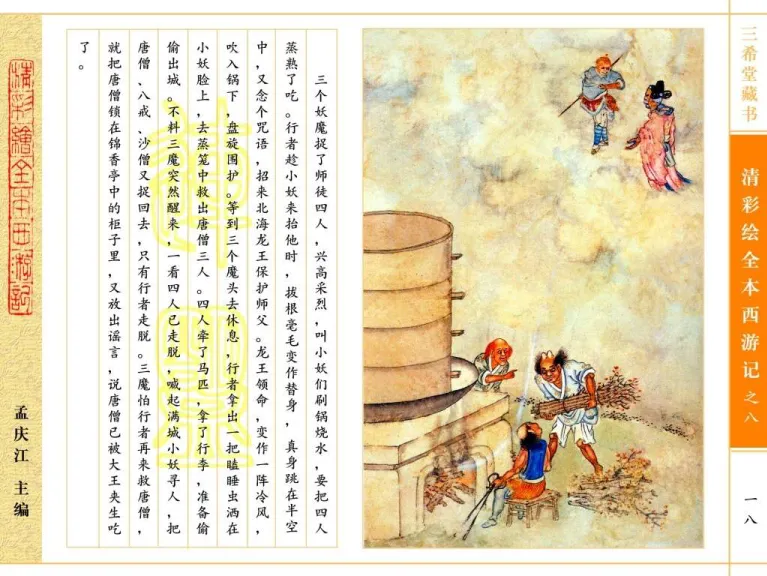 三希堂藏书
清彩绘全本西游记之八
一八
三个妖魔捉了师徒四人，兴高采烈，叫小妖们刷锅烧水，要把四人
蒸熟了吃。行者趁小妖来抬他时，拔根毫毛变作替身，真身跳在半空
中，又念个咒语，招来北海龙王保护师父。龙王领命，变作一阵冷风，
吹入锅下，盘旋围护。等到三个魔头去休息，行者拿出一把瞌睡虫洒在
小妖脸上，去蒸笼中救出唐僧三人。四人牵了马匹，拿了行李，准备偷
偷出城。不料三魔突然醒来，一看四人已走脱，喊起满城小妖寻人，把
唐僧、八戒、沙僧又捉回去，只有行者走脱。三魔怕行者再来救唐僧，
就把唐僧锁在锦香亭中的柜子里，又放出谣言，说唐僧已被大王夹生吃
了。
清彩繪全本西游記
孟庆江 主编